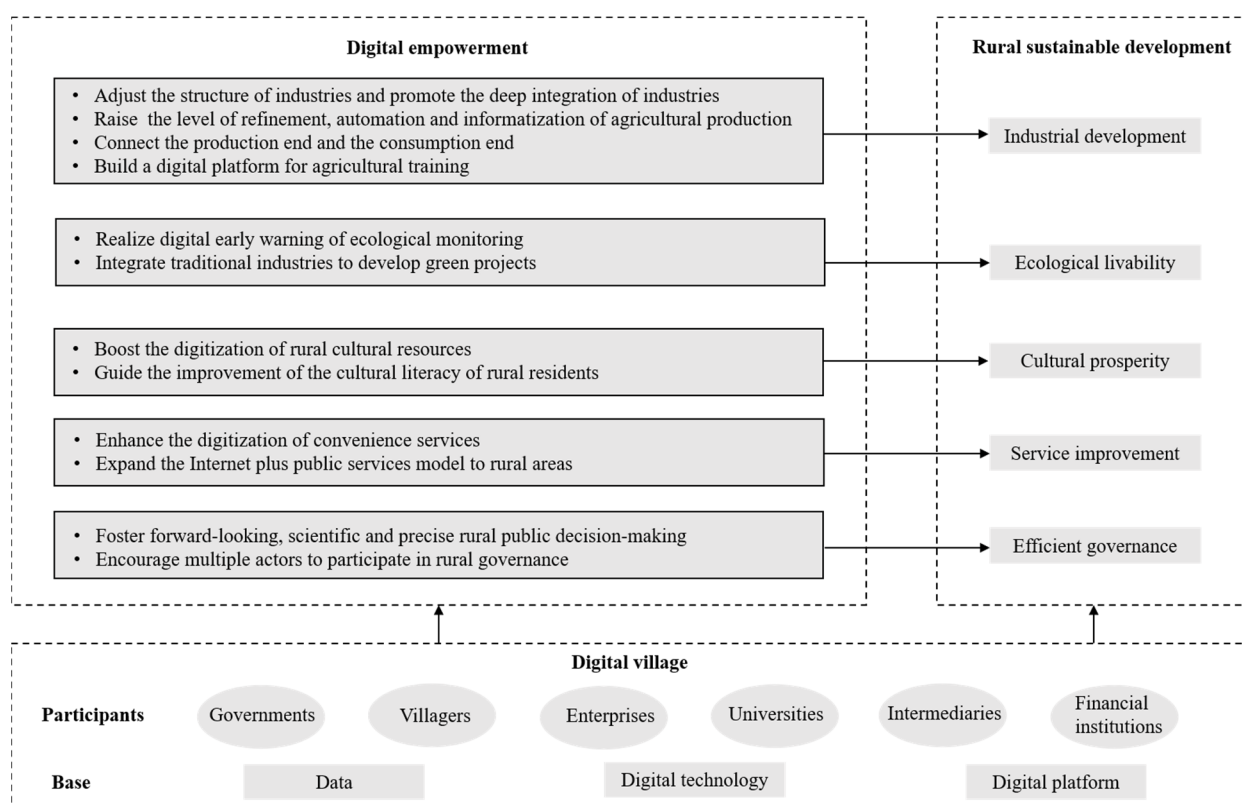 Digital empowerment
• Adjust the structure of industries and promote the deep integration of industries
• Raise the level of refinement, automation and informatization of agricultural production
• Connect the production end and the consumption end
• Build a digital platform for agricultural training
• Realize digital early warning of ecological monitoring
• Integrate traditional industries to develop green projects
• Boost the digitization of rural cultural resources
• Guide the improvement of the cultural literacy of rural residents
• Enhance the digitization of convenience services
• Expand the Internet plus public services model to rural areas
• Foster forward-looking, scientific and precise rural public decision-making
• Encourage multiple actors to participate in rural governance
Rural sustainable development
Industrial development
Ecological livability
Cultural prosperity
Service improvement
Efficient governance
Digital village
Participants
Governments
Villagers
Enterprises
Universities
Intermediaries
Financial
institutions
Base
Data
Digital technology
Digital platform